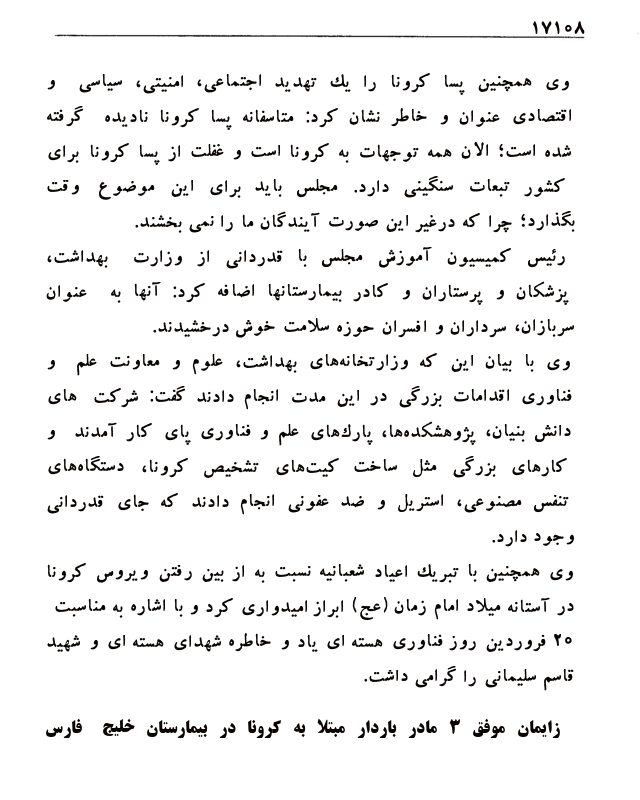 ۱۷۱۰۸
وی همچنین پسا کرونا را یك تهدید اجتماعی، امنیتی، سیاسی و
اقتصادی عنوان و خاطر نشان کرد: متاسفانه پسا کرونا نادیده گرفته
شده است؛ الأن همه توجهات به کرونا است و غفلت از پسا کرونا برای
کشور تبعات سنگینی دارد. مجلس باید برای این موضوع وقت
بگذارد؛ چرا که درغیر این صورت آیندگان ما را نمی بخشند.
رئیس کمیسیون آموزش مجلس با قدردانی از وزارت بهداشت،
پزشکان و پرستاران و کادر بیمارستانها اضافه کرد: آنها به عنوان
سربازان، سرداران و افسران حوزه سلامت خوش درخشیدند.
وی با بیان این که وزارتخانه‌های بهداشت، علوم و معاونت علم و
فناوری اقدامات بزرگی در این مدت انجام دادند گفت: شرکت های
دانش بنیان، پژوهشکده‌ها، پارك‌های علم و فناوری پای کار آمدند و
کارهای بزرگی مثل ساخت کیت‌های تشخیص کرونا، دستگاه‌های
تنفس مصنوعی، استریل و ضد عفونی انجام دادند که جای قدردانی
وجود دارد.
وی همچنین با تبریك اعیاد شعبانیه نسبت به از بین رفتن ویروس کرونا
در آستانه میلاد امام زمان (عج) ابراز امیدواری کرد و با اشاره به مناسبت
۲۰ فروردین روز فناوری هسته ای یاد و خاطره شهدای هسته ای و شهید
قاسم سلیمانی را گرامی داشت.
زایمان موفق ۳ مادر باردار مبتلا به کرونا در بیمارستان خلیج فارس